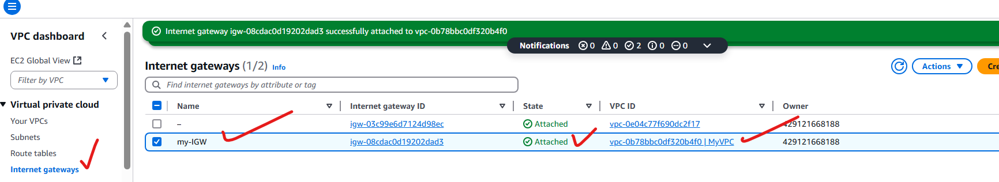 Internet gateway igw-08cdac0d19202dad3 successfully attached to vpc-0b78bbc0df320b4f0
Notifications 0 0 2 0 0
VPC dashboard
EC2 Global View
Filter by VPC
Virtual private cloud
Your VPCs
Subnets
Route tables
Internet gateways
Internet gateways (1/2) Info
Actions
Cre
Find internet gateways by attribute or tag
Name Internet gateway ID State VPC ID Owner
– igw-03c99e6d7124d98ec Attached vpc-0e04c77f690dc2f17 429121668188
my-IGW igw-08cdac0d19202dad3 Attached vpc-0b78bbc0df320b4f0 | MyVPC 429121668188